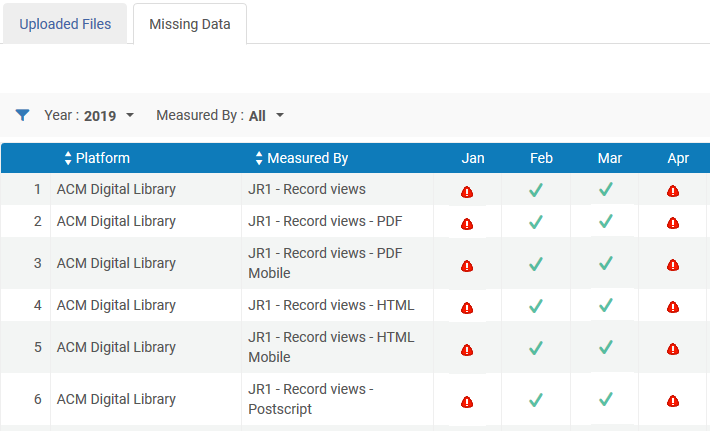 Uploaded Files Missing Data
Year : 2019 Measured By : All
Platform Measured By Jan Feb Mar Apr
1 ACM Digital Library JR1 - Record views
2 ACM Digital Library JR1 - Record views - PDF
3 ACM Digital Library JR1 - Record views - PDF
Mobile
4 ACM Digital Library JR1 - Record views - HTML
5 ACM Digital Library JR1 - Record views - HTML
Mobile
6 ACM Digital Library JR1 - Record views -
Postscript